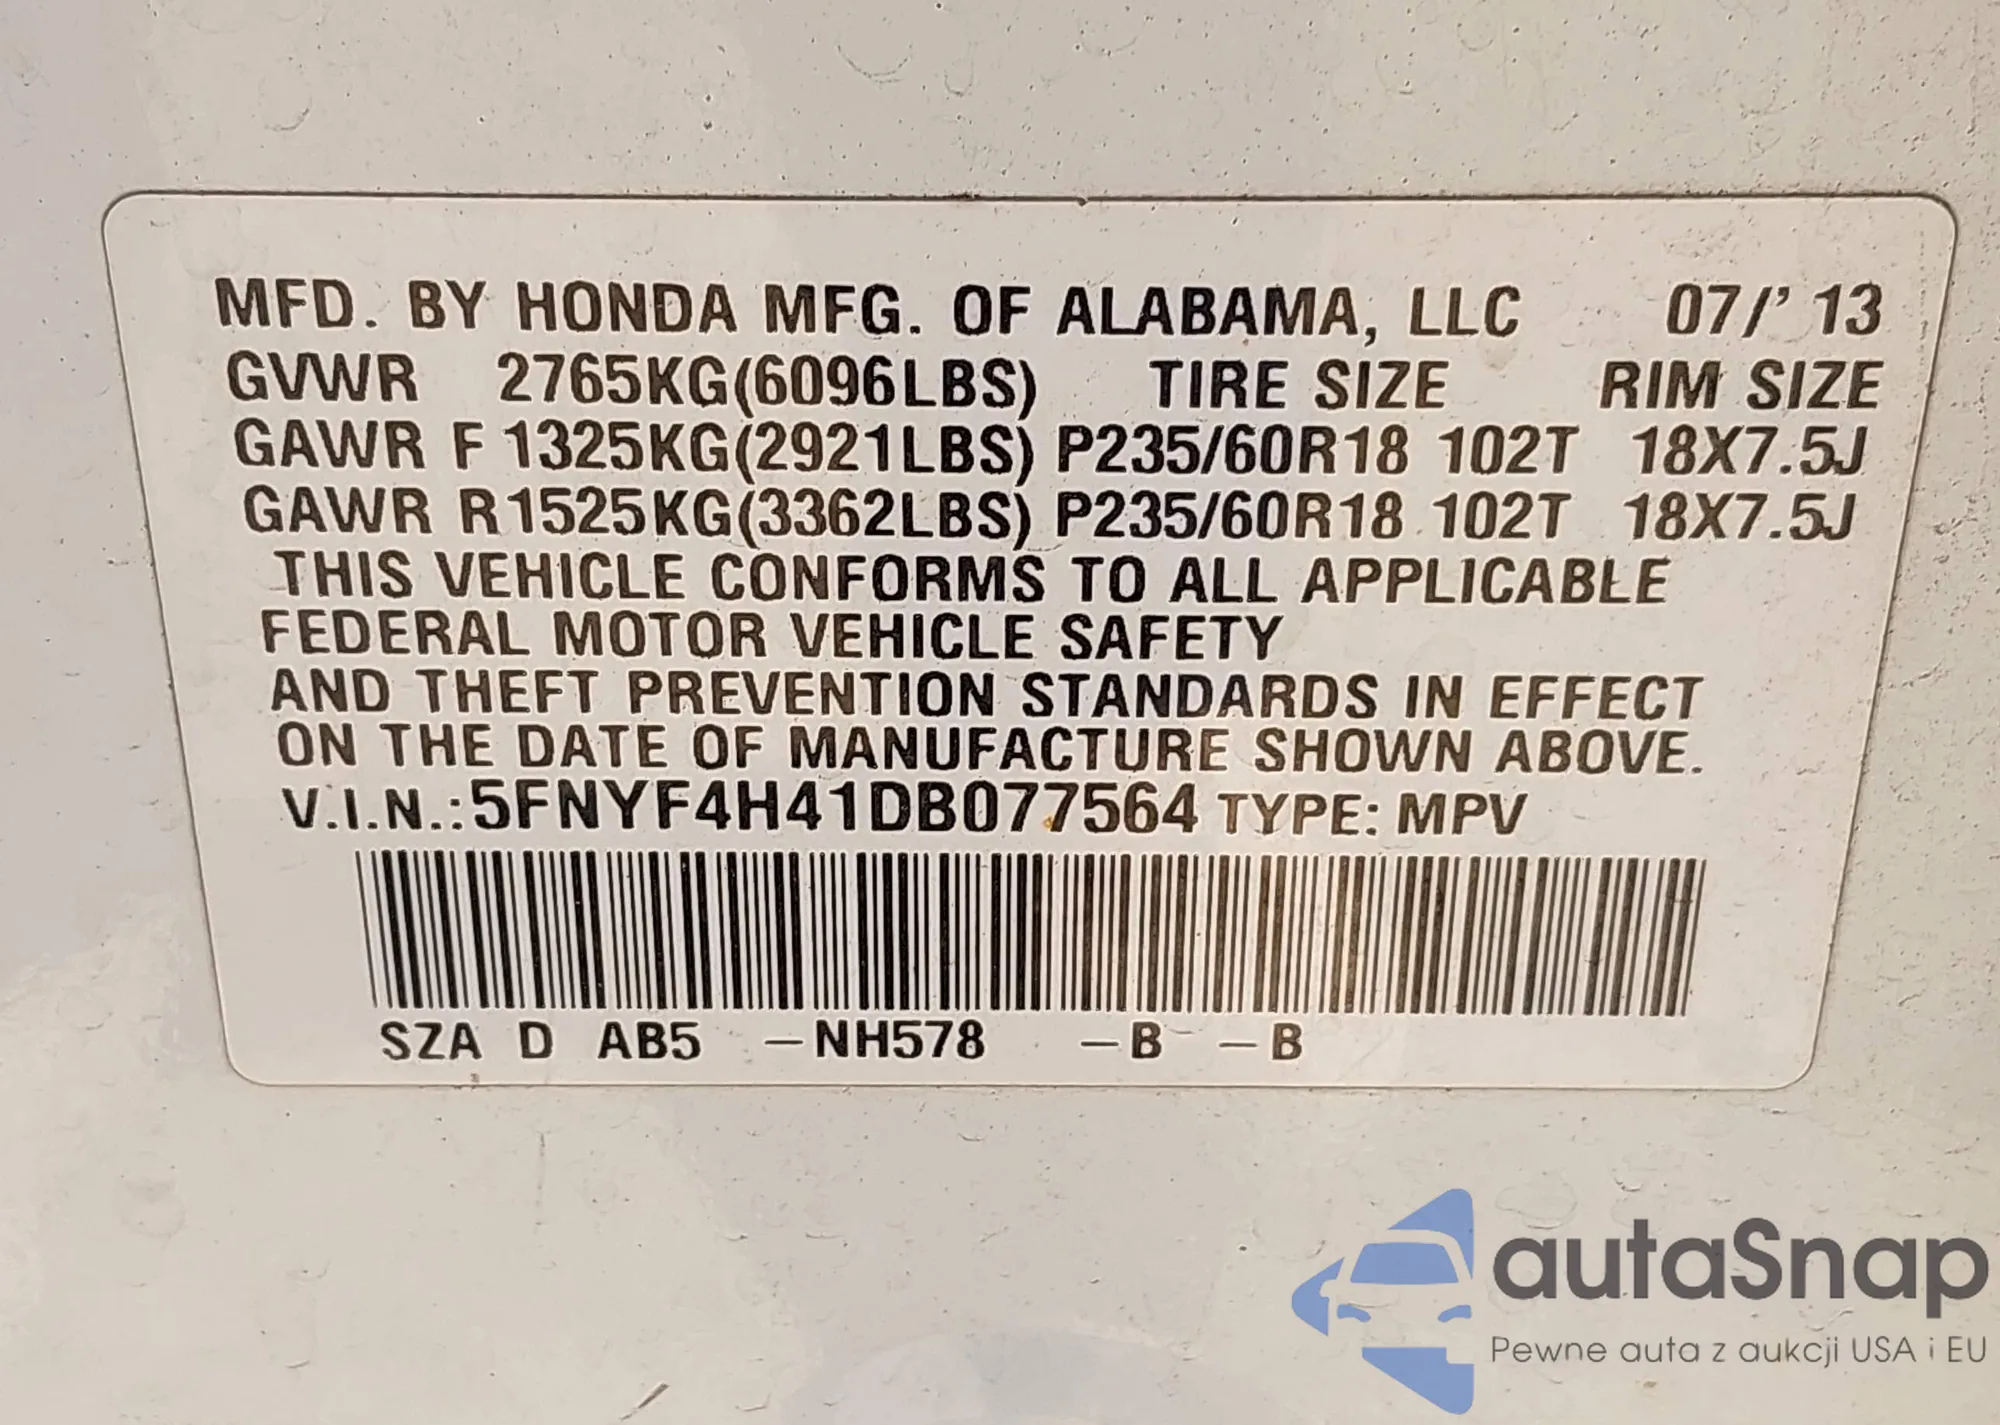 MFD. BY HONDA MFG. OF ALABAMA, LLC 07/' 13
GVWR 2765KG(6096LBS) TIRE SIZE RIM SIZE
GAWR F 1325KG(2921LBS) P235/60R18 102T 18X7.5J
GAWR R1525KG(3362LBS) P235/60R18 102T 18X7.5J
THIS VEHICLE CONFORMS TO ALL APPLICABLE
FEDERAL MOTOR VEHICLE SAFETY
AND THEFT PREVENTION STANDARDS IN EFFECT
ON THE DATE OF MANUFACTURE SHOWN ABOVE.
V.I.N.:5FNYF4H41DB077564 TYPE: MPV
SZA D AB5 –NH578 –B –B
autaSnap
Pewne auta z aukcji USA i EU